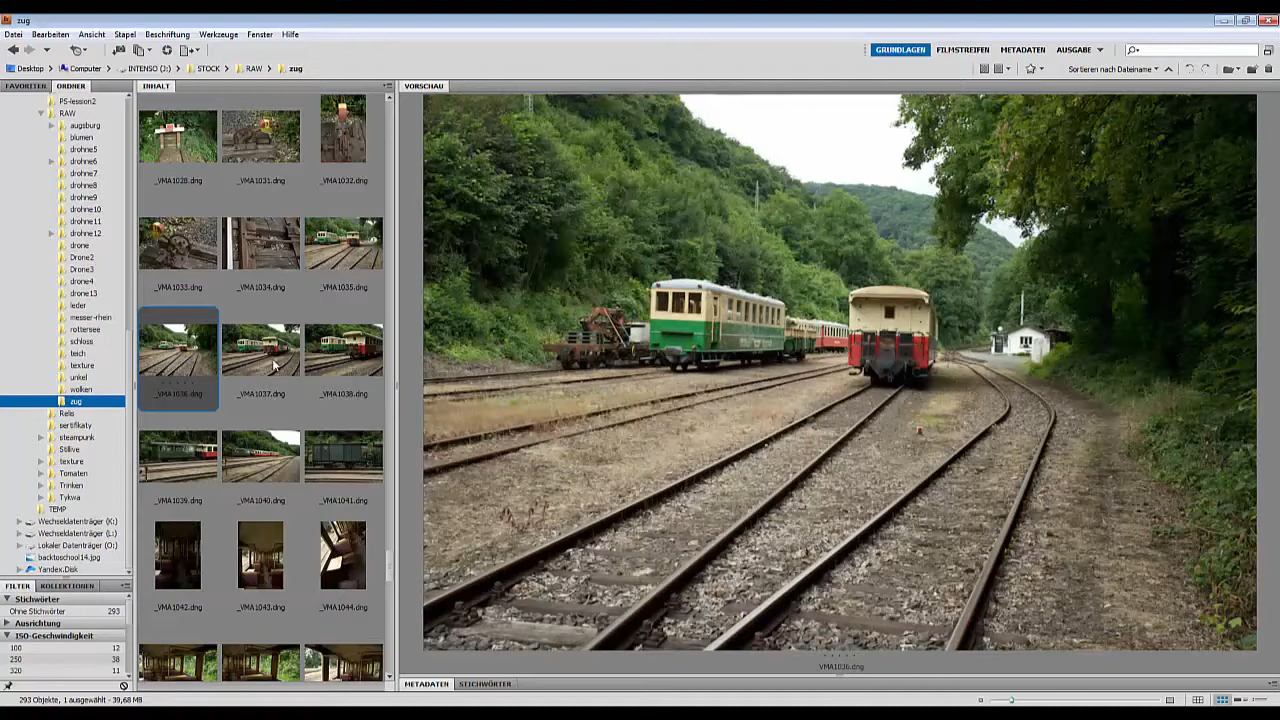 zug
Datei Bearbeiten Ansicht Stapel Beschriftung Werkzeuge Fenster Hilfe
GRUNDLAGEN FILMSTREIFEN METADATEN AUSGABE
Desktop Computer INTENSO (J:) STOCK RAW zug
Sortieren nach Dateiname
FAVORITEN ORDNER
INHALT
VORSCHAU
PS-lession2
RAW
augsburg
blumen
drohne5
drohne6
drohne7
drohne8
drohne9
drohne10
drohne11
drohne12
drone
Drone2
Drone3
drone4
drone13
leder
messer-rhein
rottersee
schloss
teich
texture
unkel
wolken
zug
Relis
sertifikaty
steampunk
Stillive
texture
Tomaten
Trinken
Tykwa
TEMP
Wechseldatenträger (K:)
Wechseldatenträger (L:)
Lokaler Datenträger (O:)
backtoschool14.jpg
Yandex.Disk
FILTER KOLLEKTIONEN
Stichwörter
Ohne Stichwörter 293
Ausrichtung
ISO-Geschwindigkeit
100 12
250 38
320 11
_VMA1028.dng _VMA1031.dng _VMA1032.dng
_VMA1033.dng _VMA1034.dng _VMA1035.dng
_VMA1036.dng _VMA1037.dng _VMA1038.dng
_VMA1039.dng _VMA1040.dng _VMA1041.dng
_VMA1042.dng _VMA1043.dng _VMA1044.dng
_VMA1036.dng
METADATEN STICHWÖRTER
293 Objekte, 1 ausgewählt - 39,68 MB